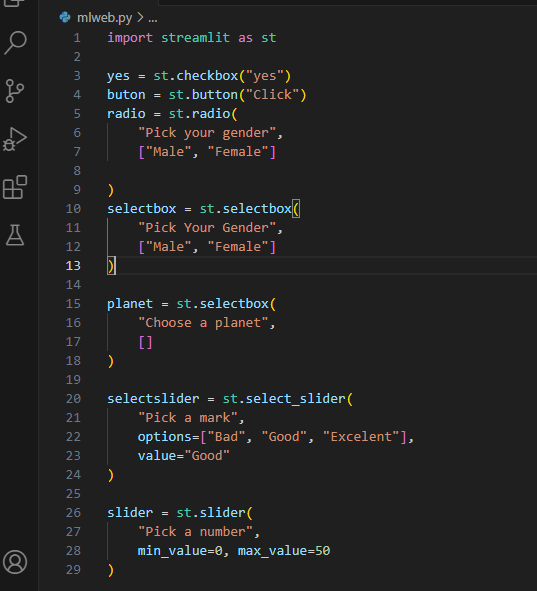 mlweb.py > ...
1 import streamlit as st
2
3 yes = st.checkbox("yes")
4 buton = st.button("Click")
5 radio = st.radio(
6     "Pick your gender",
7     ["Male", "Female"]
8
9 )
10 selectbox = st.selectbox(
11     "Pick Your Gender",
12     ["Male", "Female"]
13 )
14
15 planet = st.selectbox(
16     "Choose a planet",
17     []
18 )
19
20 selectslider = st.select_slider(
21     "Pick a mark",
22     options=["Bad", "Good", "Excelent"],
23     value="Good"
24 )
25
26 slider = st.slider(
27     "Pick a number",
28     min_value=0, max_value=50
29 )